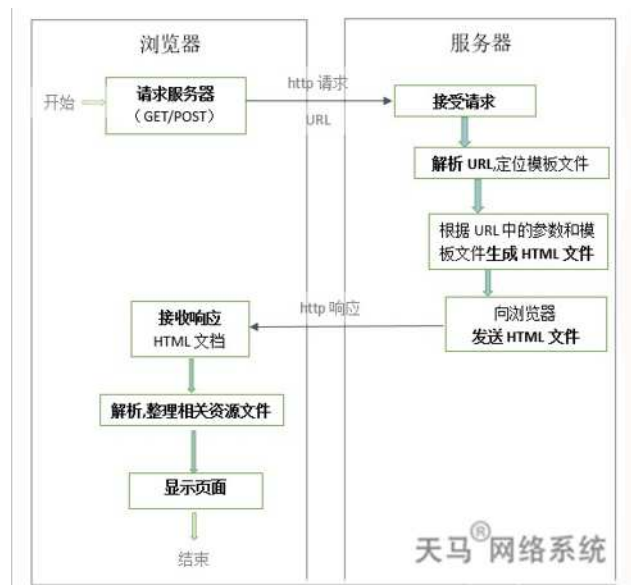 浏览器
服务器
开始
请求服务器
（GET/POST）
http 请求
URL
接受请求
解析 URL,定位模板文件
根据 URL 中的参数和模
板文件生成 HTML 文件
向浏览器
发送 HTML 文件
http 响应
接收响应
HTML 文档
解析,整理相关资源文件
显示页面
结束
天马®网络系统